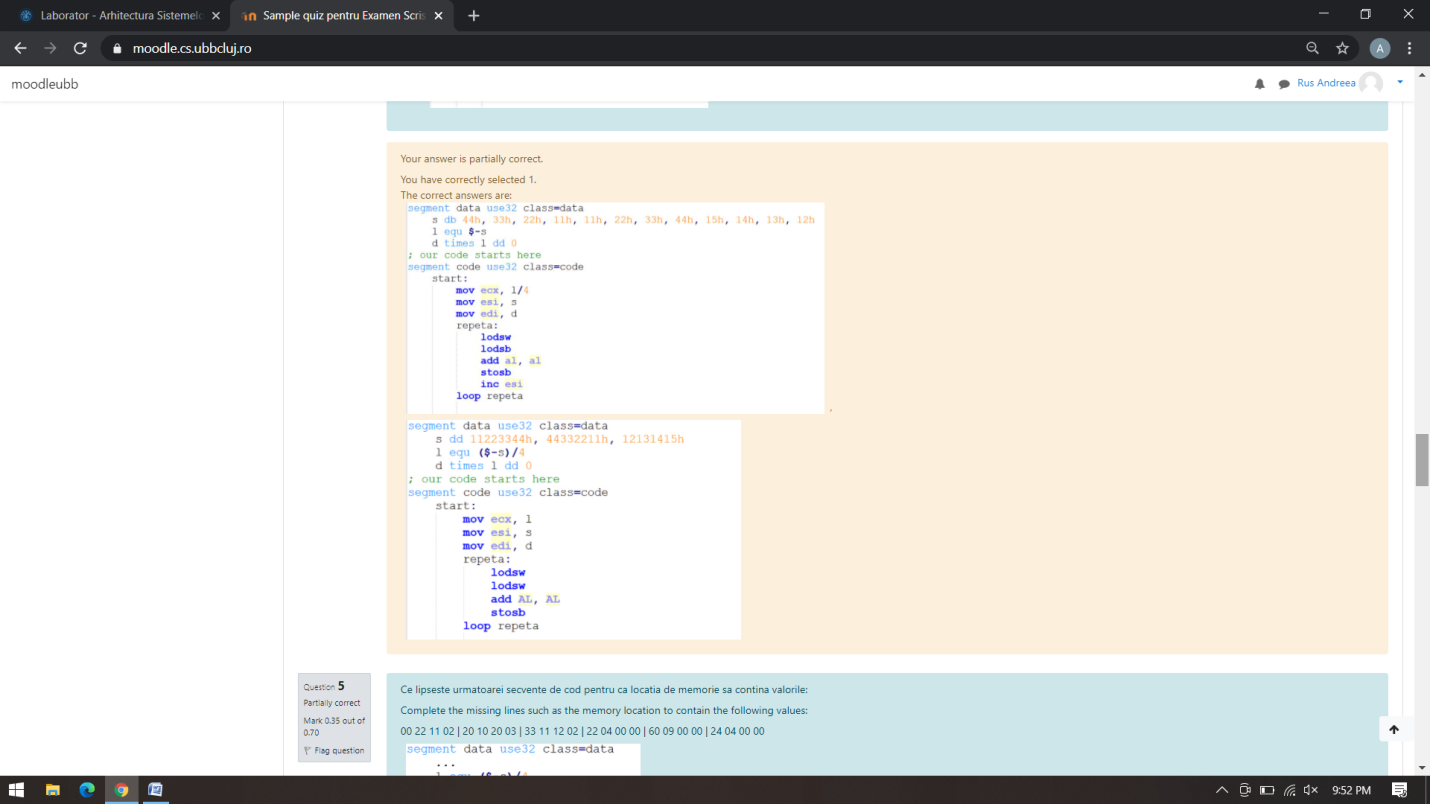 Laborator - Arhitectura Sistemelo
Sample quiz pentru Examen Scris
moodle.cs.ubbcluj.ro
A
moodleubb
Rus Andreea
Your answer is partially correct.
You have correctly selected 1.
The correct answers are:
segment data use32 class=data
s db 44h, 33h, 22h, 11h, 11h, 22h, 33h, 44h, 15h, 14h, 13h, 12h
l equ $-s
d times l dd 0
; our code starts here
segment code use32 class=code
start:
mov ecx, l/4
mov esi, s
mov edi, d
repeta:
lodsw
lodsb
add al, al
stosb
inc esi
loop repeta
.
segment data use32 class=data
s dd 11223344h, 44332211h, 12131415h
l equ ($-s)/4
d times l dd 0
; our code starts here
segment code use32 class=code
start:
mov ecx, l
mov esi, s
mov edi, d
repeta:
lodsw
lodsw
add AL, AL
stosb
loop repeta
Question 5
Partially correct
Mark 0.35 out of
0.70
Flag question
Ce lipseste urmatoarei secvente de cod pentru ca locatia de memorie sa contina valorile:
Complete the missing lines such as the memory location to contain the following values:
00 22 11 02 | 20 10 20 03 | 33 11 12 02 | 22 04 00 00 | 60 09 00 00 | 24 04 00 00
segment data use32 class=data
...
l equ ($-s)/4
9:52 PM